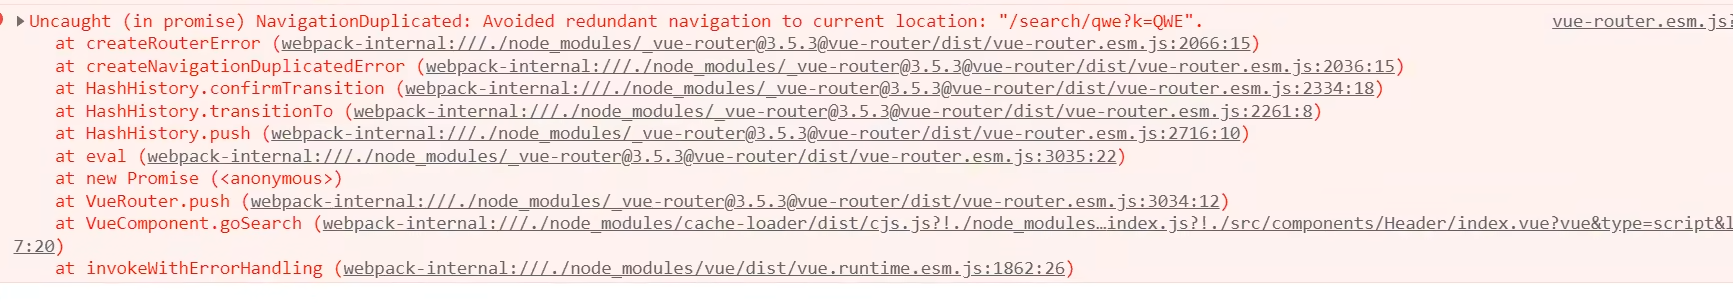 ▶Uncaught (in promise) NavigationDuplicated: Avoided redundant navigation to current location: "/search/qwe?k=QWE". vue-router.esm.js?
at createRouterError (webpack-internal:///./node_modules/_vue-router@3.5.3@vue-router/dist/vue-router.esm.js:2066:15)
at createNavigationDuplicatedError (webpack-internal:///./node_modules/_vue-router@3.5.3@vue-router/dist/vue-router.esm.js:2036:15)
at HashHistory.confirmTransition (webpack-internal:///./node_modules/_vue-router@3.5.3@vue-router/dist/vue-router.esm.js:2334:18)
at HashHistory.transitionTo (webpack-internal:///./node_modules/_vue-router@3.5.3@vue-router/dist/vue-router.esm.js:2261:8)
at HashHistory.push (webpack-internal:///./node_modules/_vue-router@3.5.3@vue-router/dist/vue-router.esm.js:2716:10)
at eval (webpack-internal:///./node_modules/_vue-router@3.5.3@vue-router/dist/vue-router.esm.js:3035:22)
at new Promise (<anonymous>)
at VueRouter.push (webpack-internal:///./node_modules/_vue-router@3.5.3@vue-router/dist/vue-router.esm.js:3034:12)
at VueComponent.goSearch (webpack-internal:///./node_modules/cache-loader/dist/cjs.js?!./node_modules…index.js?!./src/components/Header/index.vue?vue&type=script&l
7:20)
at invokeWithErrorHandling (webpack-internal:///./node_modules/vue/dist/vue.runtime.esm.js:1862:26)